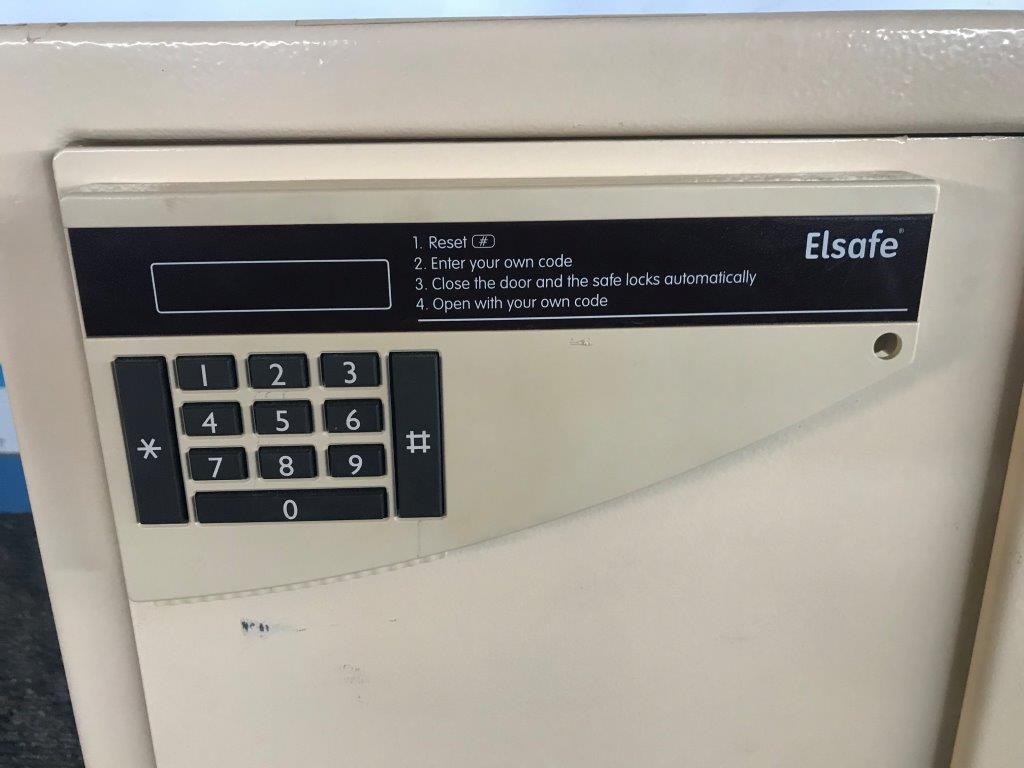 1. Reset #
2. Enter your own code
3. Close the door and the safe locks automatically
4. Open with your own code
Elsafe®
1 2 3
4 5 6
* 7 8 9 #
0